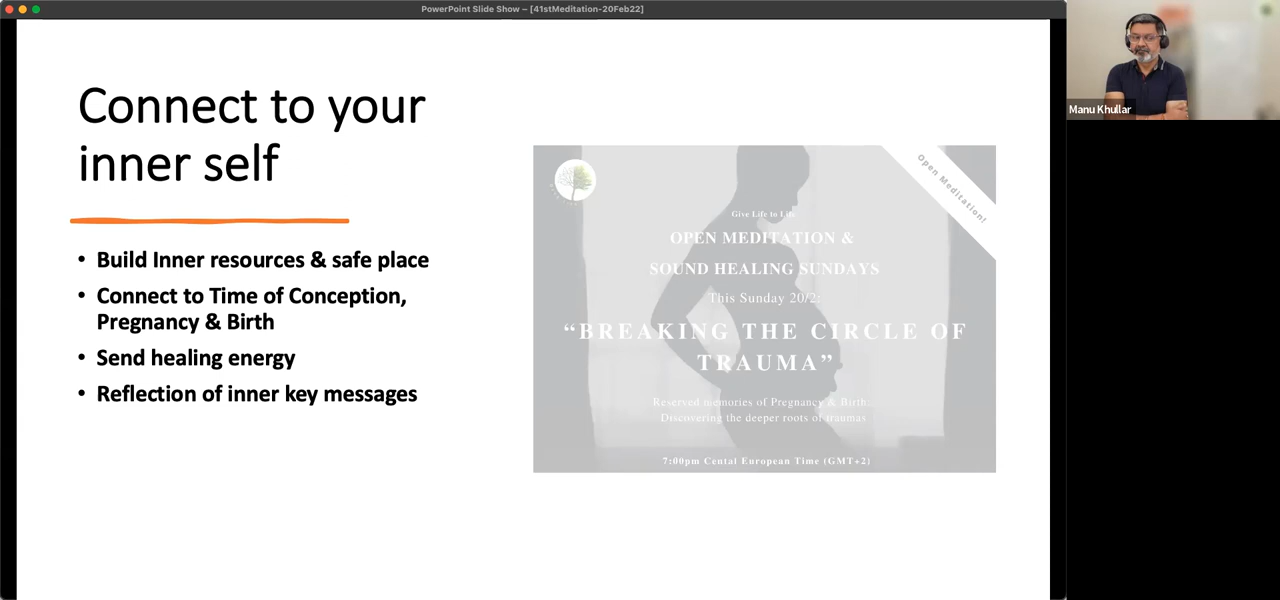 PowerPoint Slide Show – [41stMeditation-20Feb22]
Connect to your
inner self
• Build Inner resources & safe place
• Connect to Time of Conception,
Pregnancy & Birth
• Send healing energy
• Reflection of inner key messages
Open Meditation!
Give Life to Life
OPEN MEDITATION &
SOUND HEALING SUNDAYS
This Sunday 20/2:
“BREAKING THE CIRCLE OF
TRAUMA”
Reserved memories of Pregnancy & Birth:
Discovering the deeper roots of traumas
7:00pm Cental European Time (GMT+2)
Manu Khullar